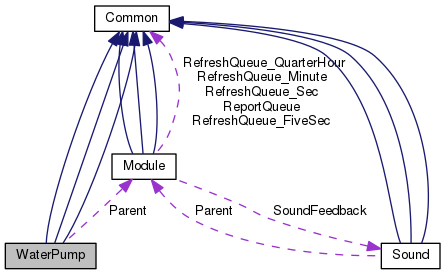 Common
RefreshQueue_QuarterHour
RefreshQueue_Minute
RefreshQueue_Sec
ReportQueue
RefreshQueue_FiveSec
Module
Parent
Parent
SoundFeedback
WaterPump
Sound